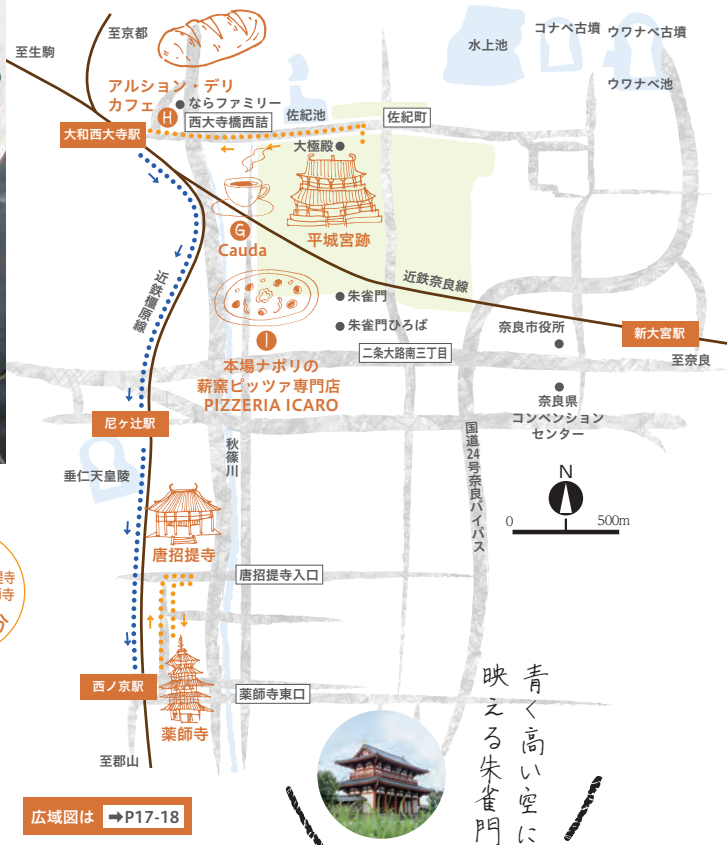 至京都
至生駒
コナベ古墳
ウワナベ古墳
水上池
ウワナベ池
アルション・デリ
カフェ
H
ならファミリー
西大寺橋西詰
佐紀池
佐紀町
大和西大寺駅
大極殿
平城宮跡
G
Cauda
近鉄奈良線
近鉄橿原線
朱雀門
朱雀門ひろば
I
本場ナポリの
薪窯ピッツァ専門店
PIZZERIA ICARO
二条大路南三丁目
奈良市役所
新大宮駅
至奈良
奈良県
コンベンション
センター
尼ヶ辻駅
秋篠川
国道24号奈良バイパス
垂仁天皇陵
N
0 500m
唐招提寺
唐招提寺入口
西ノ京駅
薬師寺東口
薬師寺
至郡山
青く高い空に
映える朱雀門
広域図は ➡P17-18